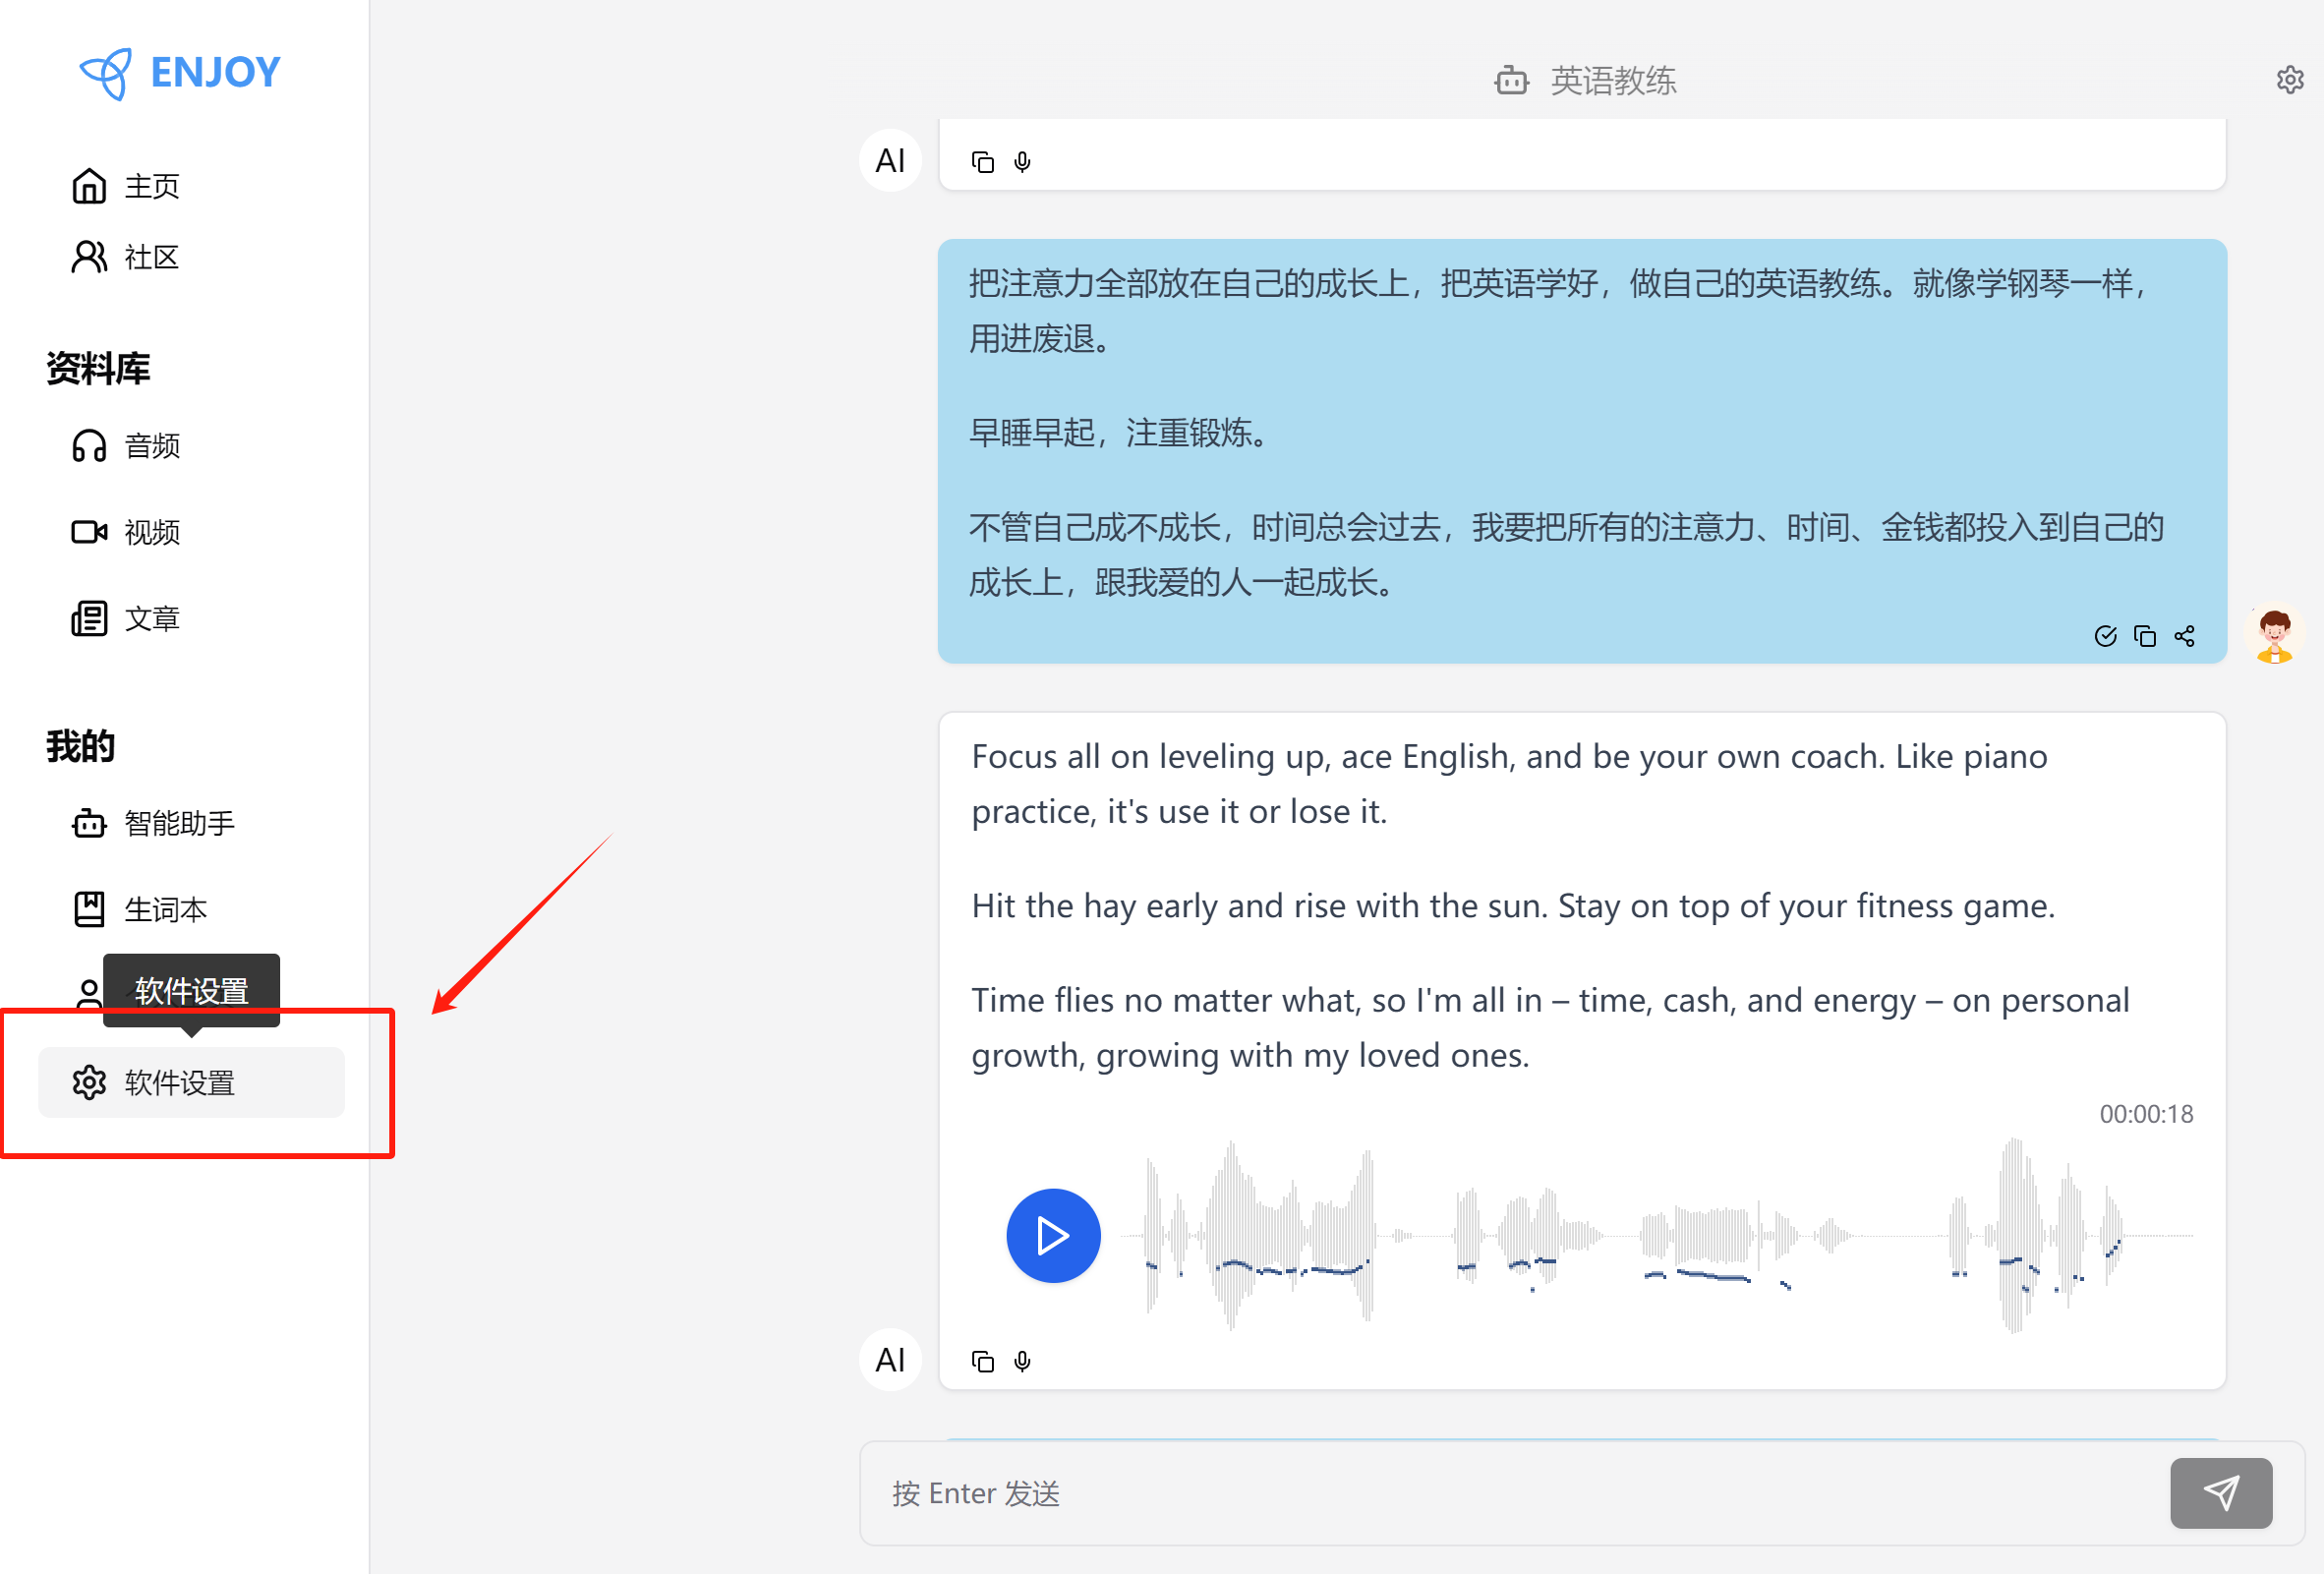 ENJOY
主页
社区
资料库
音频
视频
文章
我的
智能助手
生词本
软件设置
软件设置
英语教练
AI
把注意力全部放在自己的成长上，把英语学好，做自己的英语教练。就像学钢琴一样，
用进废退。
早睡早起，注重锻炼。
不管自己成不成长，时间总会过去，我要把所有的注意力、时间、金钱都投入到自己的
成长上，跟我爱的人一起成长。
Focus all on leveling up, ace English, and be your own coach. Like piano
practice, it's use it or lose it.
Hit the hay early and rise with the sun. Stay on top of your fitness game.
Time flies no matter what, so I'm all in – time, cash, and energy – on personal
growth, growing with my loved ones.
00:00:18
AI
按 Enter 发送